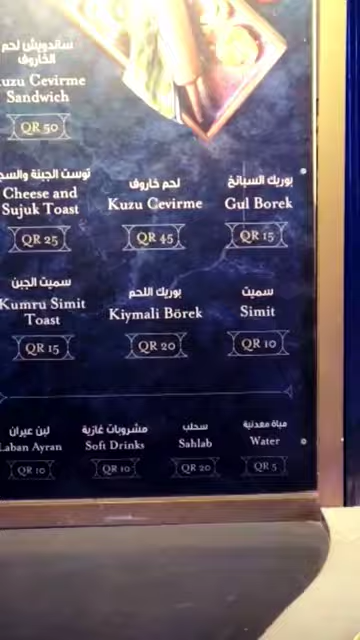 ساندويش لحم
الخاروف
Kuzu Cevirme
Sandwich
QR 50
توست الجبنة والسجق
Cheese and
Sujuk Toast
QR 25
لحم خاروف
Kuzu Cevirme
QR 45
بوريك السبانخ
Gul Borek
QR 15
سميت الجبن
Kumru Simit
Toast
QR 15
بوريك اللحم
Kiymali Börek
QR 20
سميت
Simit
QR 10
لبن عيران
Laban Ayran
QR 10
مشروبات غازية
Soft Drinks
QR 10
سحلب
Sahlab
QR 20
مياة معدنية
Water
QR 5